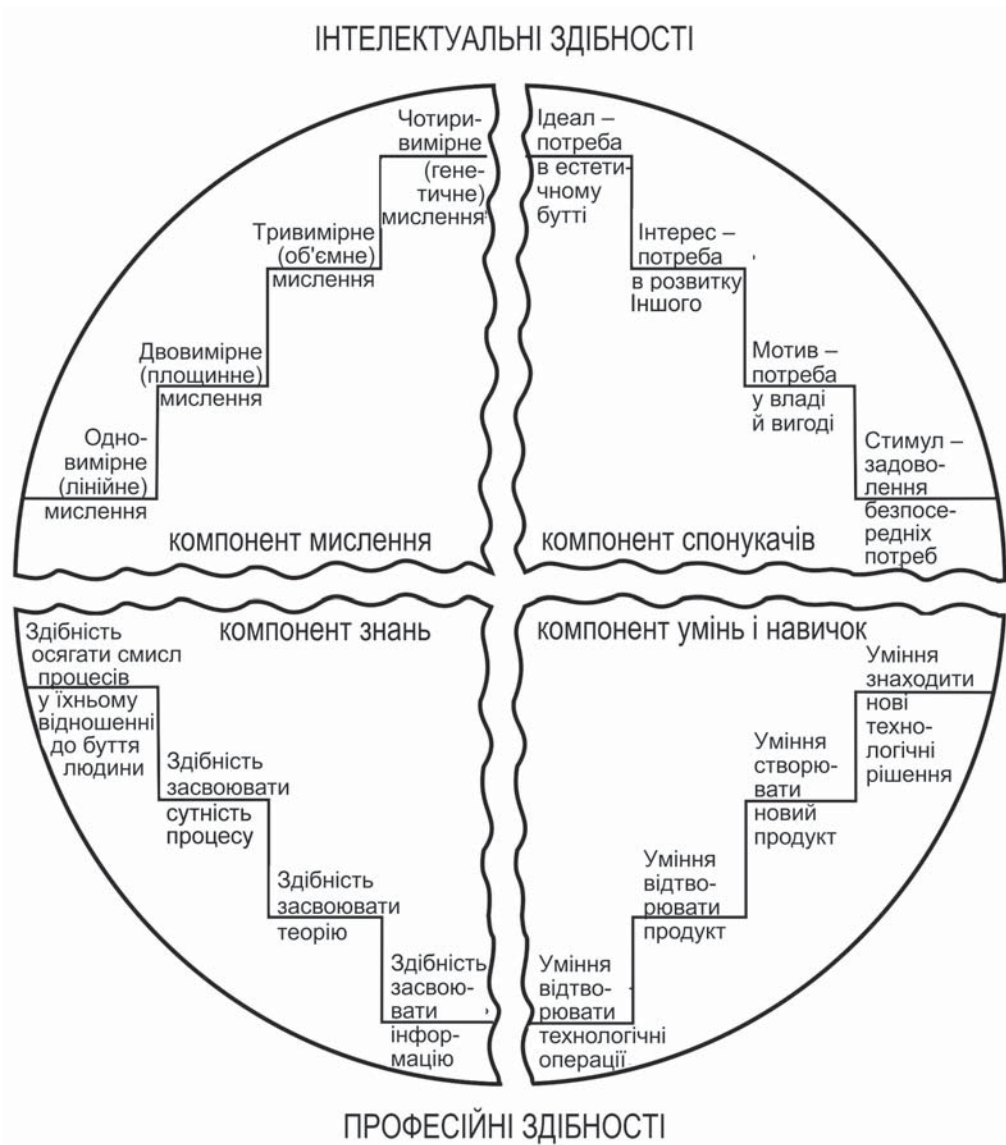 ІНТЕЛЕКТУАЛЬНІ ЗДІБНОСТІ
Чотири-
вимірне
(гене-
тичне)
мислення
Тривимірне
(об'ємне)
мислення
Двовимірне
(площинне)
мислення
Одно-
вимірне
(лінійне)
мислення
компонент мислення
Ідеал –
потреба
в естети-
чному
бутті
Інтерес –
потреба
в розвитку
Іншого
Мотив –
потреба
у владі
й вигоді
Стимул –
задово-
лення
безпосе-
редніх
потреб
компонент спонукачів
компонент знань
Здібність
осягати смисл
процесів
у їхньому
відношенні
до буття
людини
Здібність
засвоювати
сутність
процесу
Здібність
засвоювати
теорію
Здібність
засвою-
вати
інфор-
мацію
компонент умінь і навичок
Уміння
знаходити
нові
техно-
логічні
рішення
Уміння
створю-
вати
новий
продукт
Уміння
відтво-
рювати
продукт
Уміння
відтво-
рювати
технологічні
операції
ПРОФЕСІЙНІ ЗДІБНОСТІ